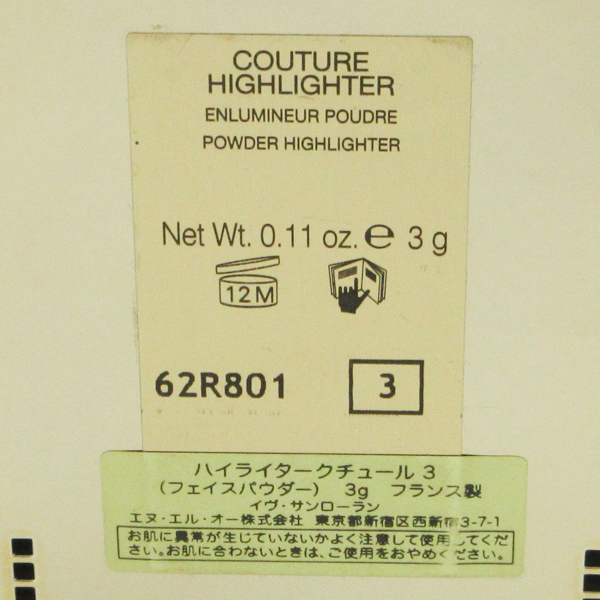 COUTURE
HIGHLIGHTER
ENLUMINEUR POUDRE
POWDER HIGHLIGHTER
Net Wt. 0.11 oz. ℮ 3 g
12M
62R801 3
ハイライタークチュール 3
(フェイスパウダー) 3g フランス製
イヴ・サンローラン
エヌ・エル・オー株式会社 東京都新宿区西新宿3-7-1
お肌に異常が生じていないかよく注意して使用してくだ
さい。お肌に合わないときは、ご使用をおやめください。